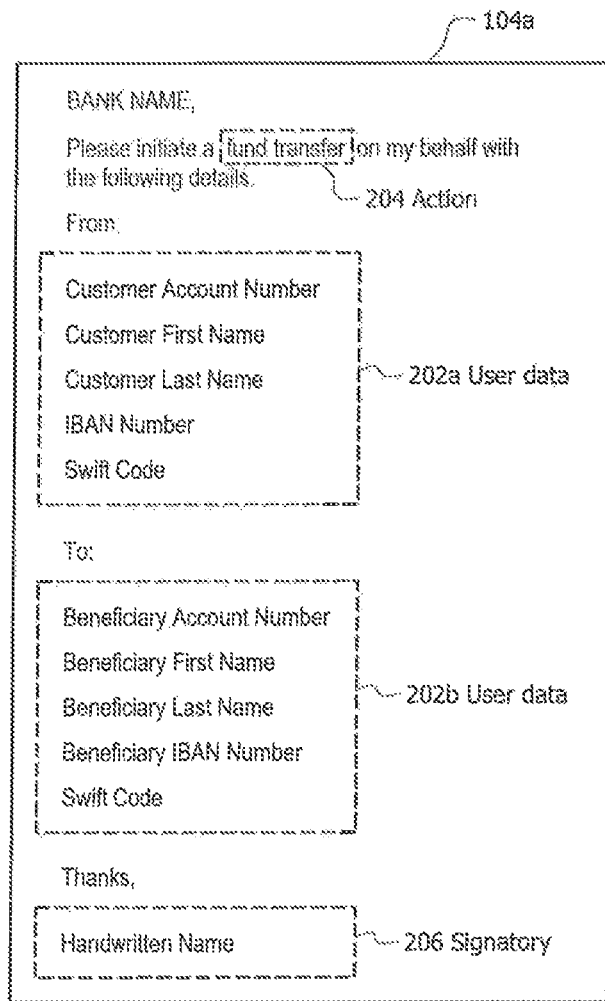 104a
BANK NAME,
Please initiate a fund transfer on my behalf with
the following details.
204 Action
From:
Customer Account Number
Customer First Name
Customer Last Name
IBAN Number
Swift Code
202a User data
To:
Beneficiary Account Number
Beneficiary First Name
Beneficiary Last Name
Beneficiary IBAN Number
Swift Code
202b User data
Thanks,
Handwritten Name
206 Signatory